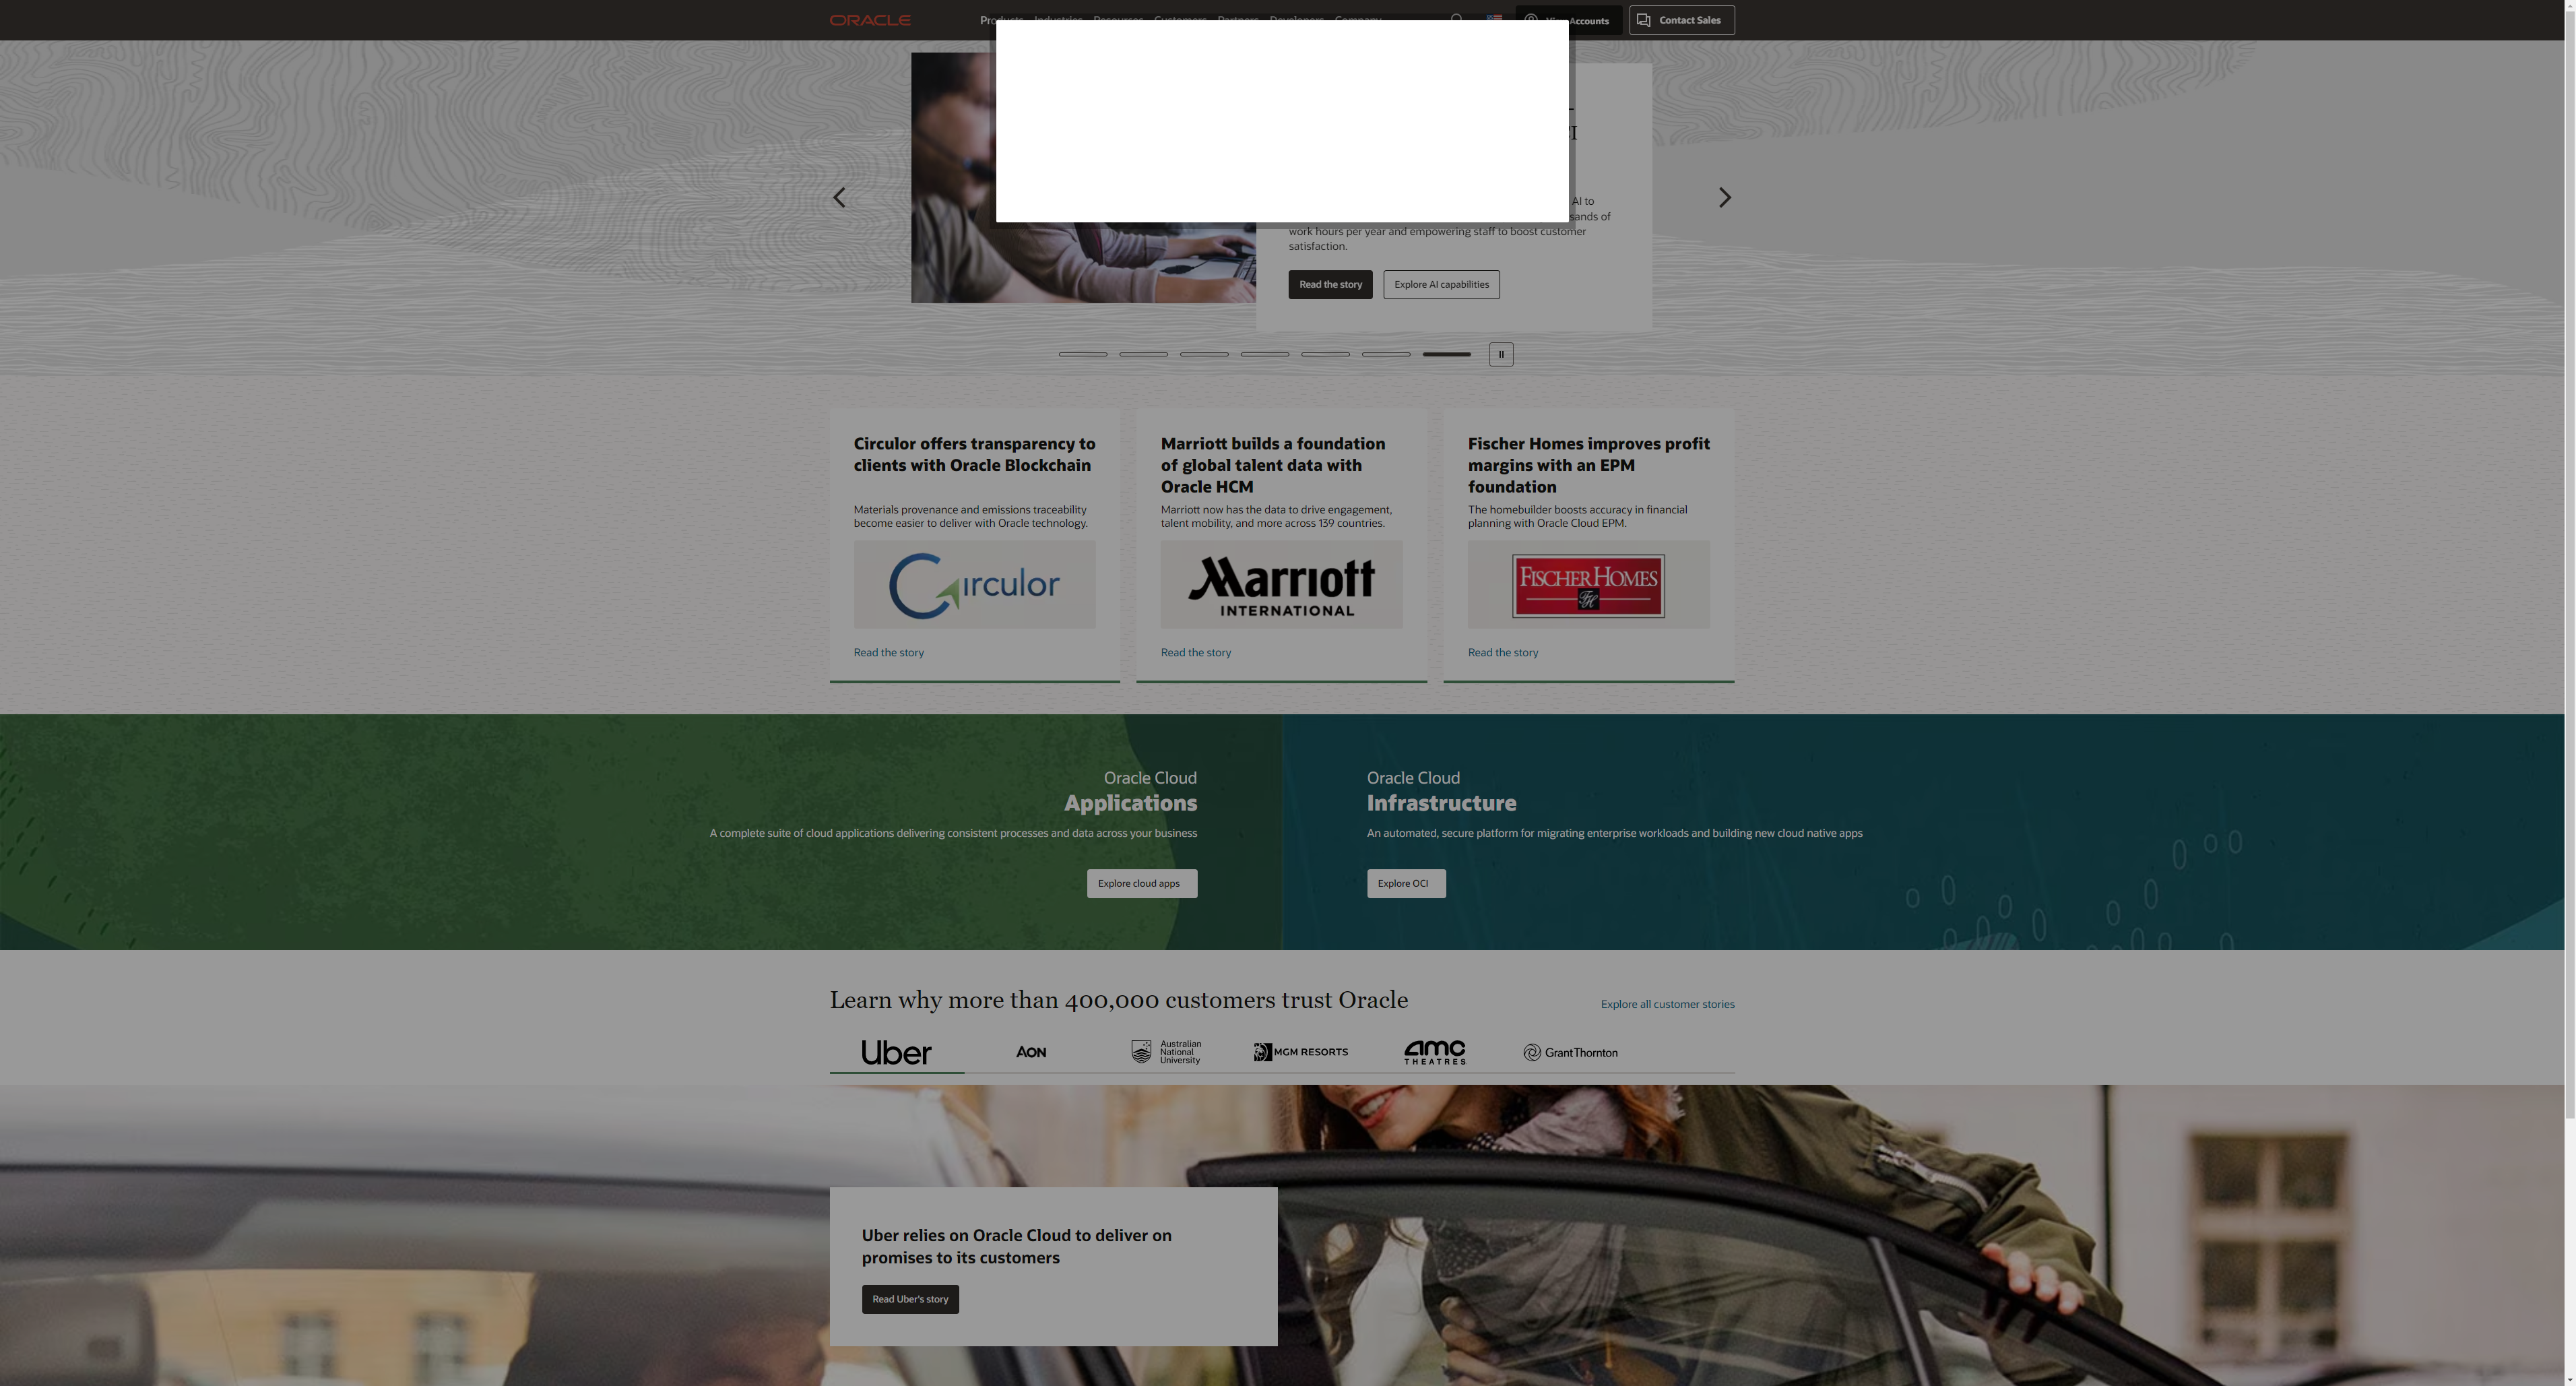 ORACLE
Products Industries Resources Customers Partners Developers Company
Accounts
Contact Sales
AI to
sands of
work hours per year and empowering staff to boost customer
satisfaction.
Read the story
Explore AI capabilities
Circulor offers transparency to
clients with Oracle Blockchain
Materials provenance and emissions traceability
become easier to deliver with Oracle technology.
Circulor
Read the story
Marriott builds a foundation
of global talent data with
Oracle HCM
Marriott now has the data to drive engagement,
talent mobility, and more across 139 countries.
Marriott
INTERNATIONAL
Read the story
Fischer Homes improves profit
margins with an EPM
foundation
The homebuilder boosts accuracy in financial
planning with Oracle Cloud EPM.
FISCHER HOMES
FH
Read the story
Oracle Cloud
Applications
A complete suite of cloud applications delivering consistent processes and data across your business
Explore cloud apps
Oracle Cloud
Infrastructure
An automated, secure platform for migrating enterprise workloads and building new cloud native apps
Explore OCI
Learn why more than 400,000 customers trust Oracle
Explore all customer stories
Uber
AON
Australian
National
University
MGM RESORTS
amc
THEATRES
GrantThornton
Uber relies on Oracle Cloud to deliver on
promises to its customers
Read Uber's story